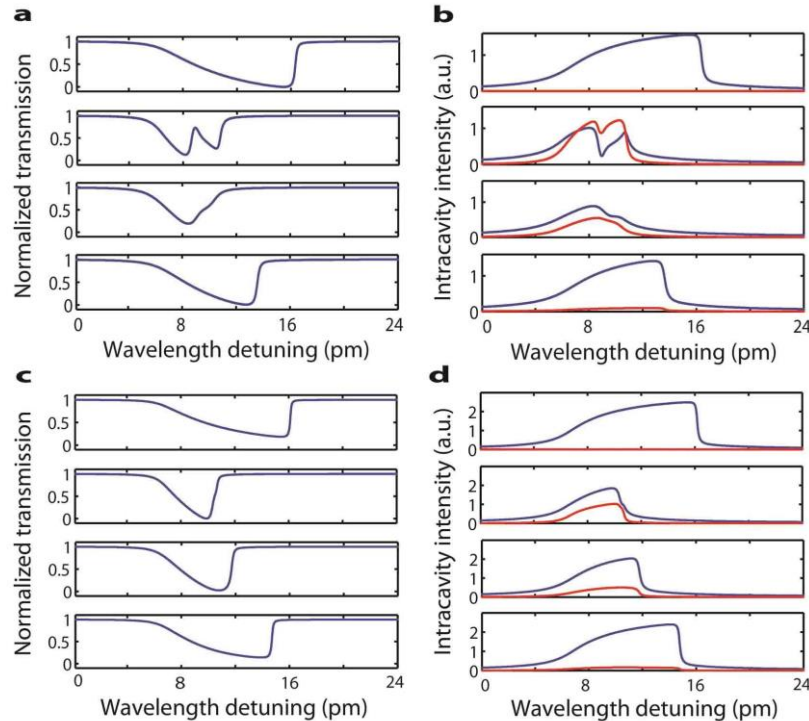 a
b
1
0.5
0
1
0
1
0.5
0
1
0
1
0.5
0
1
0
1
0.5
0
1
0
Normalized transmission
Intracavity intensity (a.u.)
0 8 16 24
0 8 16 24
Wavelength detuning (pm)
Wavelength detuning (pm)
c
d
1
0.5
0
2
1
0
1
0.5
0
2
1
0
1
0.5
0
2
1
0
1
0.5
0
2
1
0
Normalized transmission
Intracavity intensity (a.u.)
0 8 16 24
0 8 16 24
Wavelength detuning (pm)
Wavelength detuning (pm)